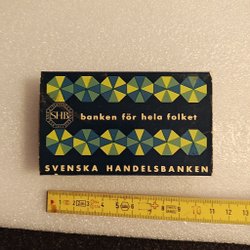 SHB
banken för hela folket
SVENSKA HANDELSBANKEN